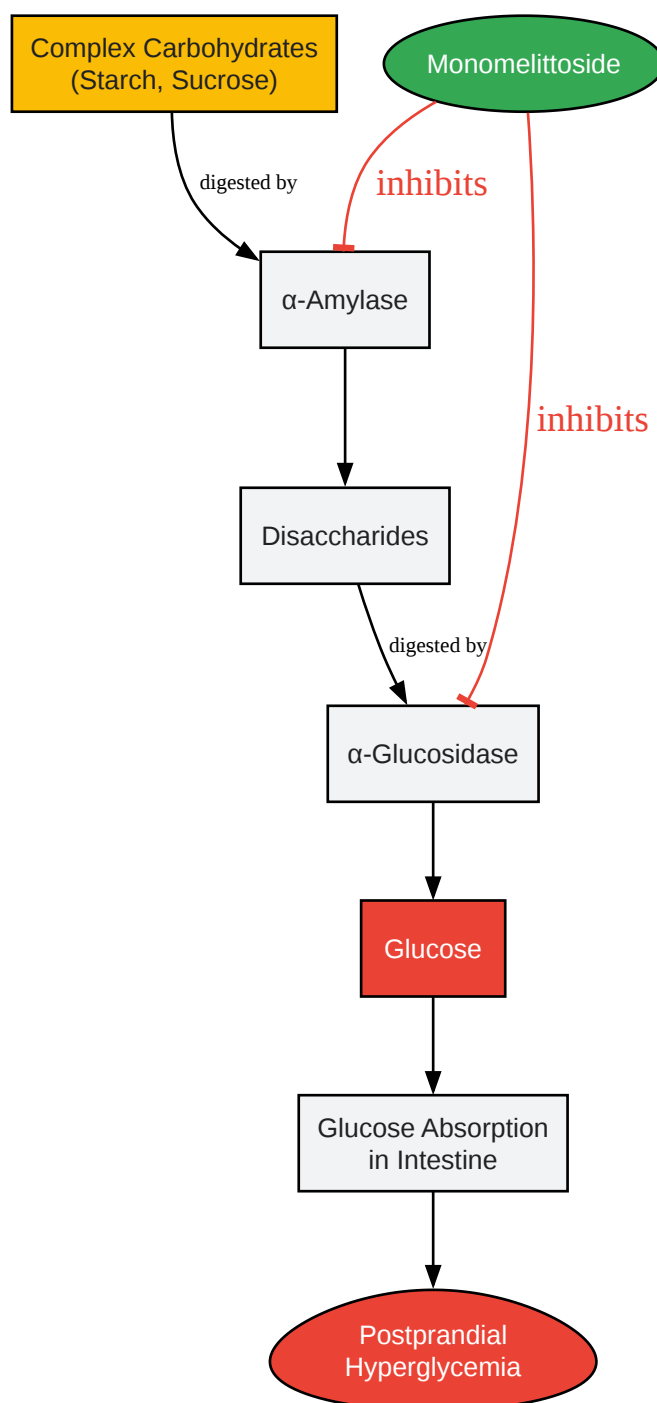 Complex Carbohydrates
(Starch, Sucrose)
Monomelittoside
digested by
inhibits
α-Amylase
inhibits
Disaccharides
digested by
α-Glucosidase
Glucose
Glucose Absorption
in Intestine
Postprandial
Hyperglycemia